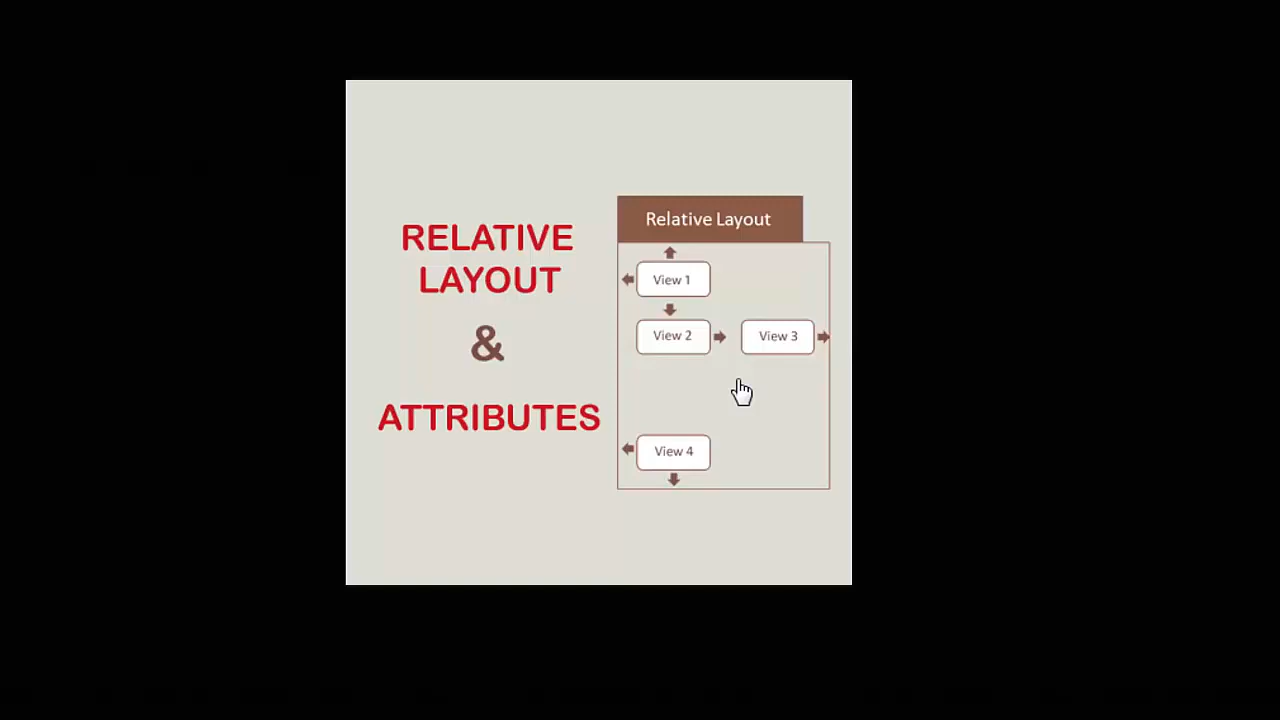 RELATIVE
LAYOUT
&
ATTRIBUTES
Relative Layout
View 1
View 2
View 3
View 4